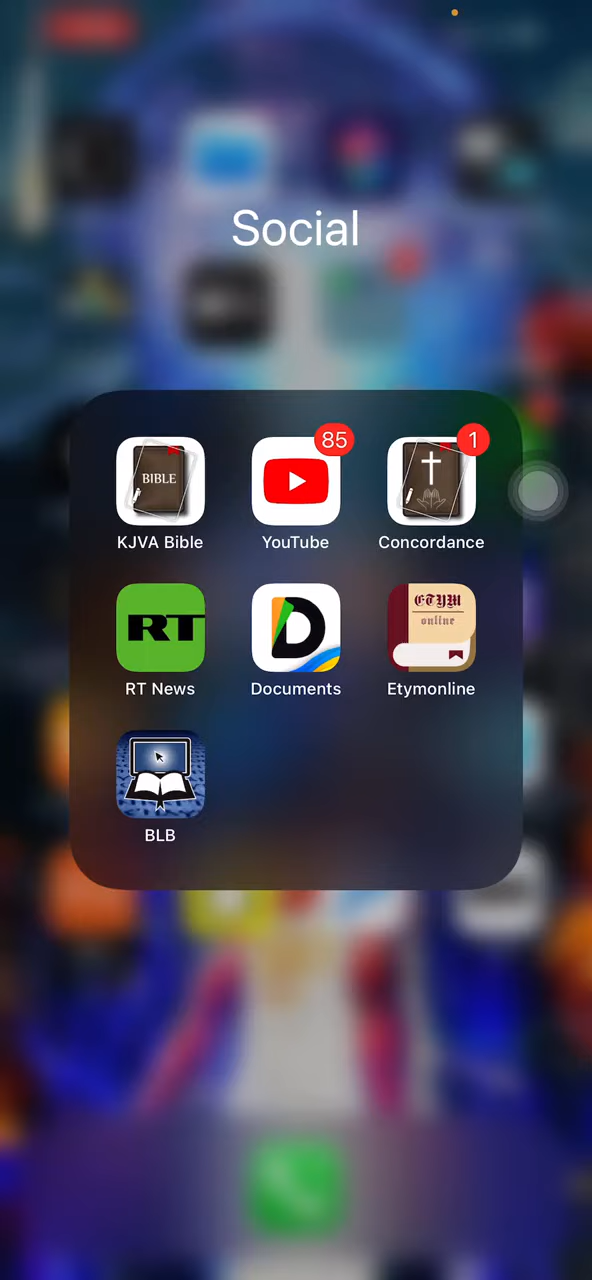 Social
85
1
BIBLE
KJVA Bible
YouTube
Concordance
RT
ETYM
online
RT News
Documents
Etymonline
BLB